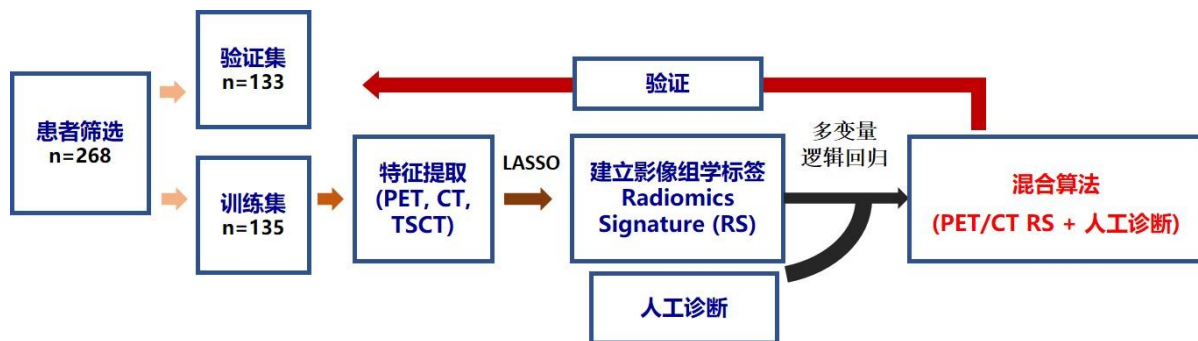 患者筛选
n=268
验证集
n=133
训练集
n=135
特征提取
(PET, CT,
TSCT)
LASSO
建立影像组学标签
Radiomics
Signature (RS)
人工诊断
验证
多变量
逻辑回归
混合算法
(PET/CT RS + 人工诊断)